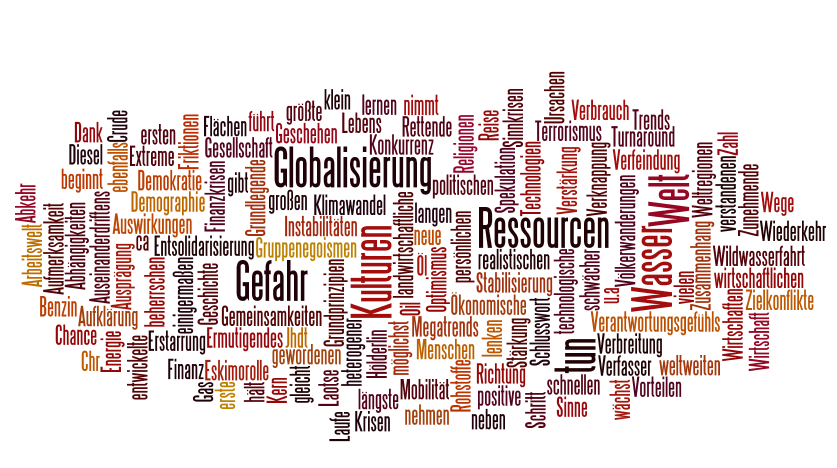 klein
lernen
nimmt
größte
Ursachen
Verbrauch
Dank
Crude
ersten
Friktionen
Flächen
führt
Geschehen
Lebens
Rettende
Religionen
Reise
Sinnkrisen
Terrorismus
Trends
Turnaround
Diesel
ebenfalls
Extreme
Gesellschaft
Konkurrenz
Verfeindung
Zahl
beginnt
Demokratie
Finanzkrisen
gibt
Grundlegende
Globalisierung
politischen
Spekulation
Technologien
Verstärkung
Verknappung
Welt
Weltregionen
verstandenen
Zunehmende
Wege
Abkehr
Demographie
großen
Klimawandel
landwirtschaftliche
langen
Ressourcen
Völkerwanderungen
Wasser
Wiederkehr
Arbeitswelt
Aufmerksamkeit
Abhängigkeiten
Auseinanderdriftens
Auswirkungen
Instabilitäten
neue
persönlichen
Ausprägung
ca
Entsolidarisierung
Gruppenegoismen
Kulturen
Öl
Optimismus
realistischen
Zusammenhang
Wildwasserfahrt
beherrschen
einigermaßen
Geschichte
Gefahr
Grundprinzipien
Stabilisierung
technologische
schwacher
u.a
vielen
wirtschaftlichen
Benzin
Aufklärung
Gemeinsamkeiten
Oil
Ökonomische
Verantwortungsgefühls
Wirtschaften
Zielkonflikte
Chance
Energie
Erstarrung
Ermutigendes
Jhdt
heterogener
Hölderlin
möglichst
Megatrends
lenken
Stärkung
Schlusswort
tun
Verbreitung
Wirtschaft
Chr
entwickelte
gewordenen
Menschen
Finanz
Eskimorolle
Rohstoffe
Richtung
Verfasser
weltweiten
Gas
erste
hält
Kern
gleicht
Laotse
längste
Mobilität
positive
schnellen
wächst
Vorteilen
Laufe
Krisen
nehmen
neben
Schritt
Sinne